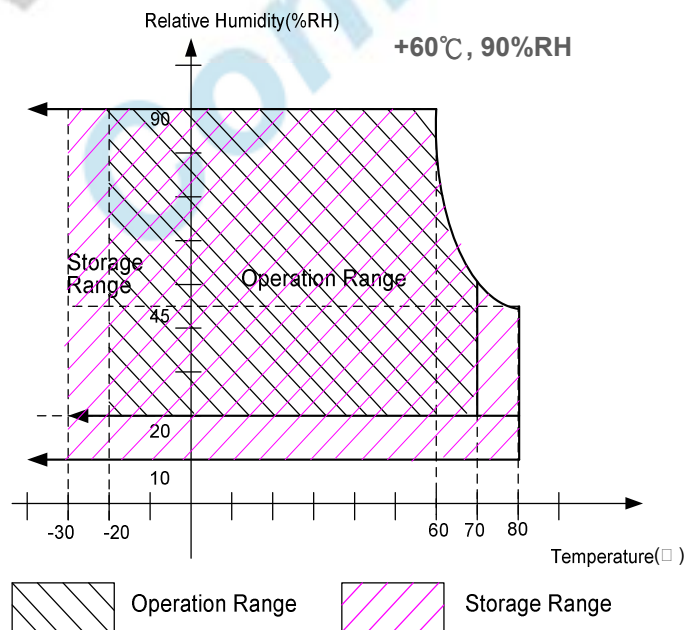 Relative Humidity(%RH)
+60℃, 90%RH
90
Storage
Range
Operation Range
45
20
10
-30
-20
60
70
80
Temperature(□ )
Operation Range
Storage Range